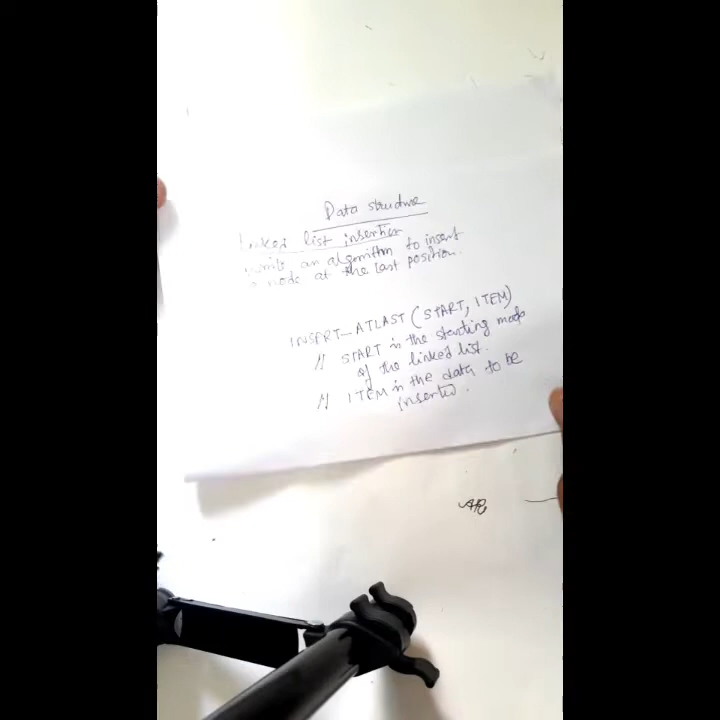 Data structure
Linked list insertion
write an algorithm to insert
a node at the last position.
INSERT_ATLAST (START, ITEM)
// START is the starting node
of the linked list.
// ITEM is the data to be
inserted.